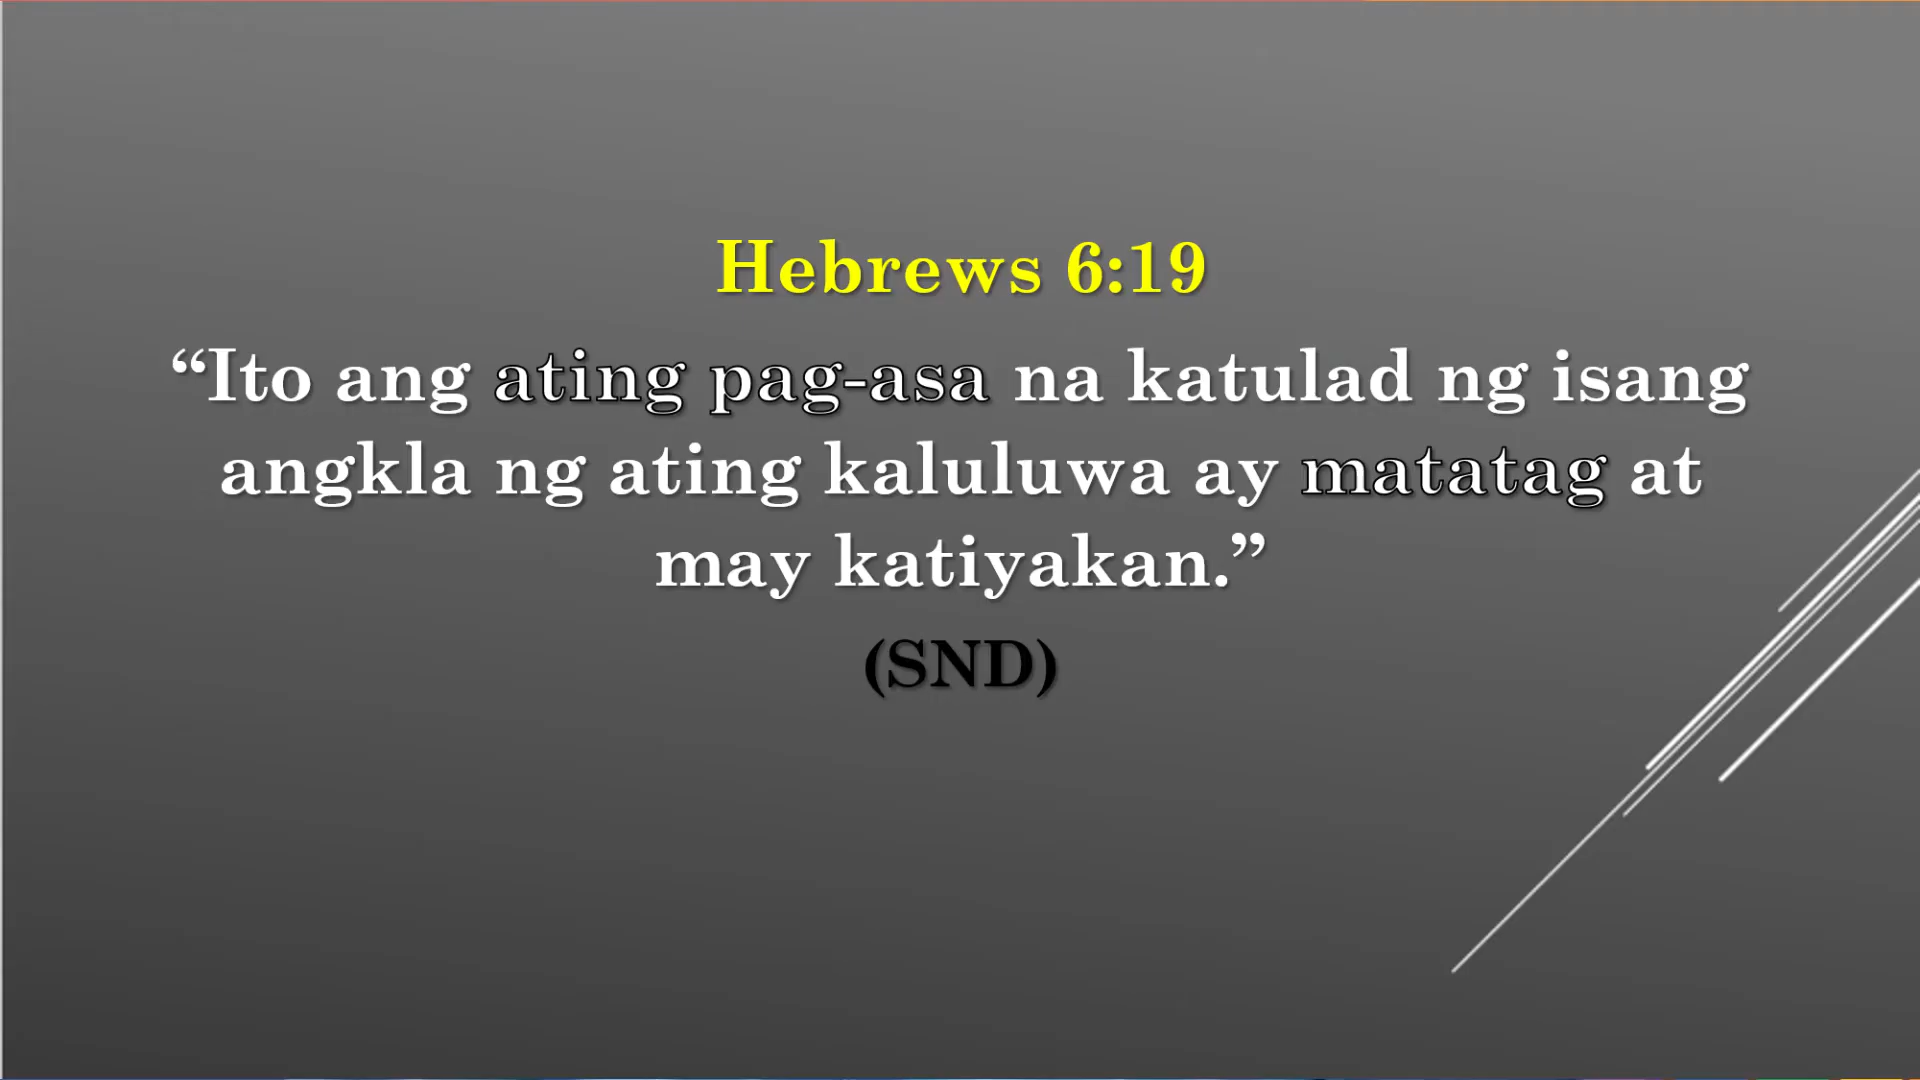 Hebrews 6:19
“Ito ang ating pag-asa na katulad ng isang
angkla ng ating kaluluwa ay matatag at
may katiyakan.”
(SND)